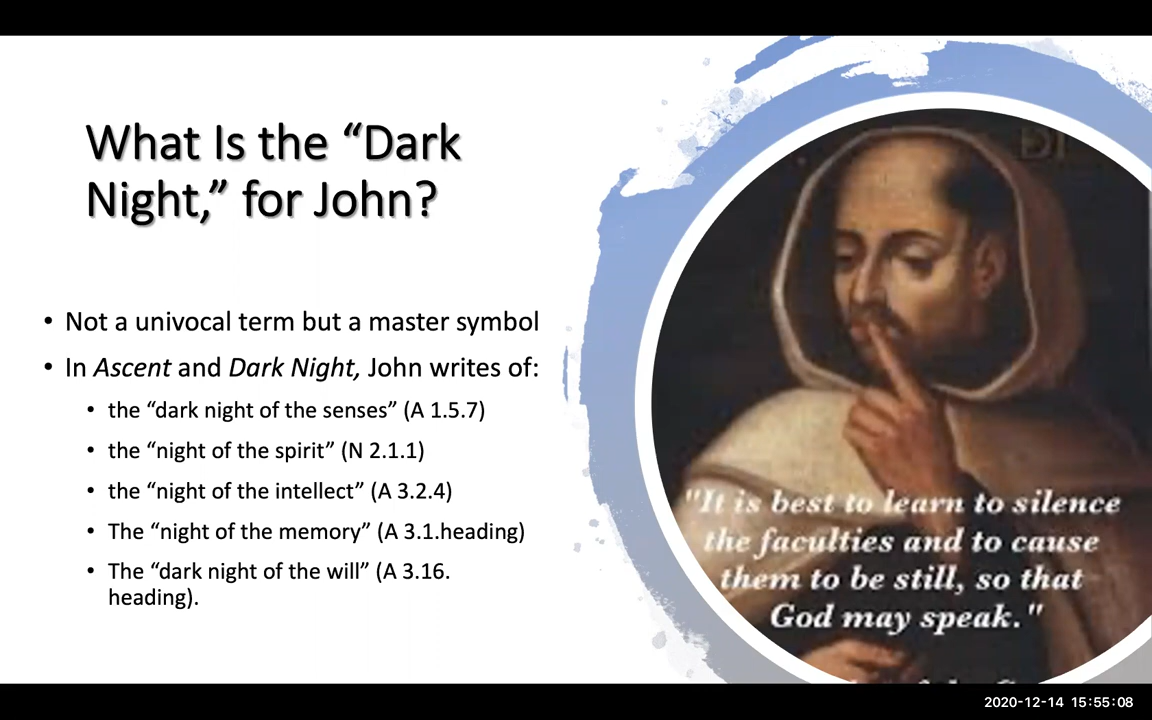 What Is the “Dark
Night,” for John?
• Not a univocal term but a master symbol
• In Ascent and Dark Night, John writes of:
• the “dark night of the senses” (A 1.5.7)
• the “night of the spirit” (N 2.1.1)
• the “night of the intellect” (A 3.2.4)
• The “night of the memory” (A 3.1.heading)
• The “dark night of the will” (A 3.16.
heading).
"It is best to learn to silence
the faculties and to cause
them to be still, so that
God may speak."
2020-12-14 15:55:08